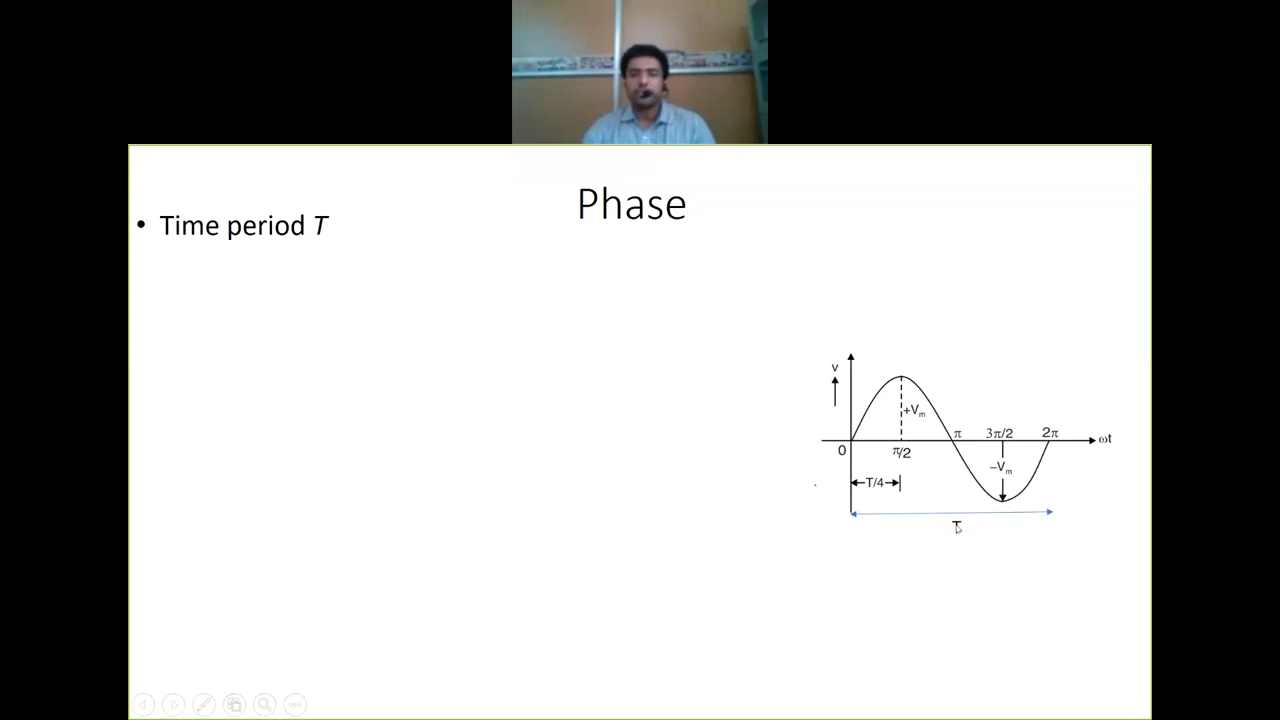 Phase
• Time period T
v
+Vm
π 3π/2 2π ωt
0 π/2
–Vm
T/4
T